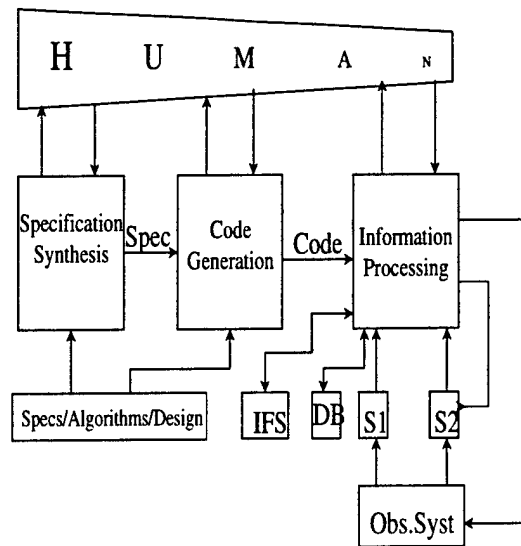 H U M A N
Specification
Synthesis
Spec
Code
Generation
Code
Information
Processing
Specs/Algorithms/Design
IFS
DB
S1
S2
Obs.Syst